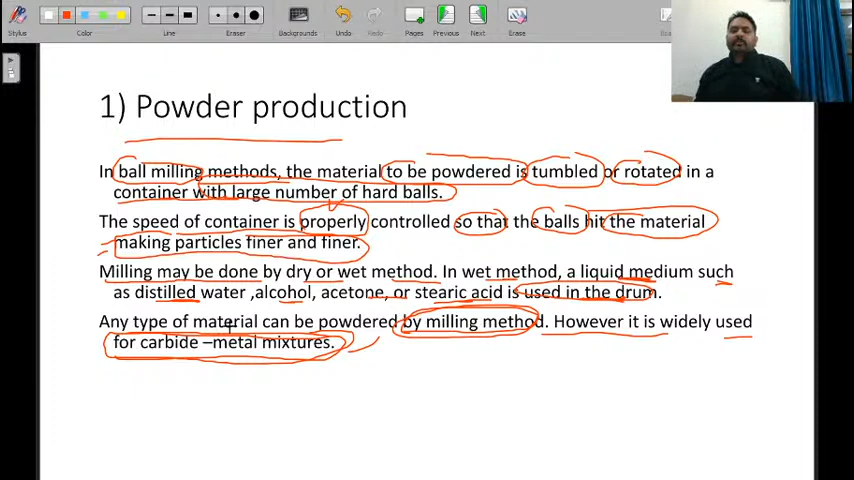 Stylus
Color
Line
Eraser
Backgrounds
Undo
Redo
Pages
Previous
Next
Erase
1) Powder production
In ball milling methods, the material to be powdered is tumbled or rotated in a
container with large number of hard balls.
The speed of container is properly controlled so that the balls hit the material
making particles finer and finer.
Milling may be done by dry or wet method. In wet method, a liquid medium such
as distilled water ,alcohol, acetone, or stearic acid is used in the drum.
Any type of material can be powdered by milling method. However it is widely used
for carbide –metal mixtures.